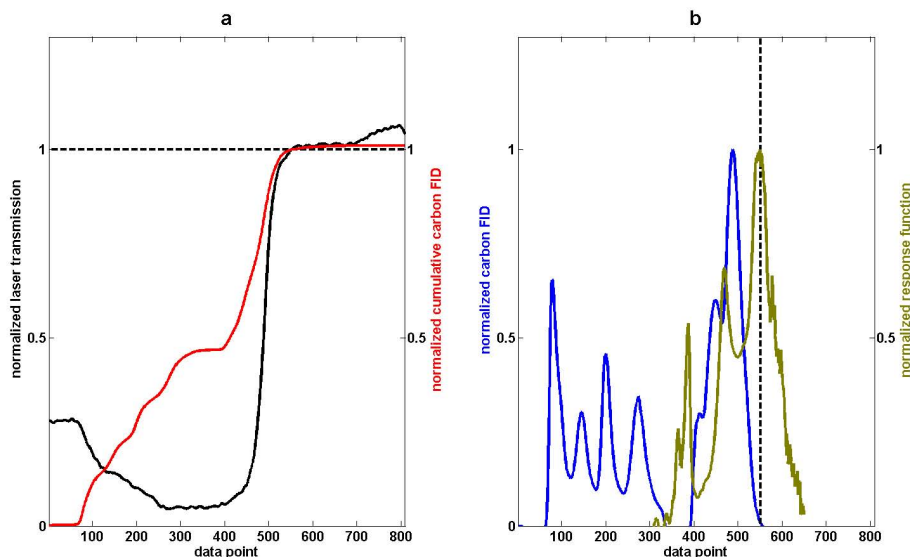 a
normalized laser transmission
1
0.5
0
100 200 300 400 500 600 700 800
data point
1
0.5
normalized cumulative carbon FID
b
normalized carbon FID
1
0.5
0
100 200 300 400 500 600 700 800
data point
1
0.5
normalized response function